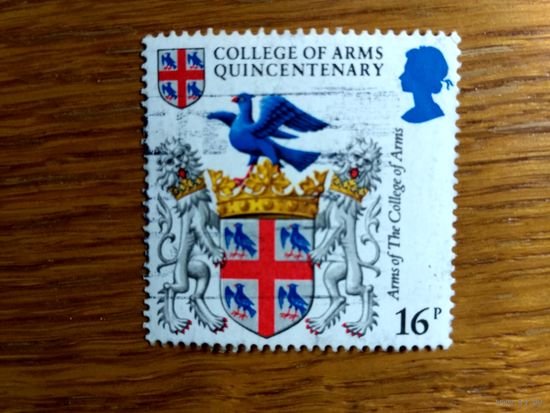 COLLEGE OF ARMS
QUINCENTENARY
Arms of The College of Arms
16P